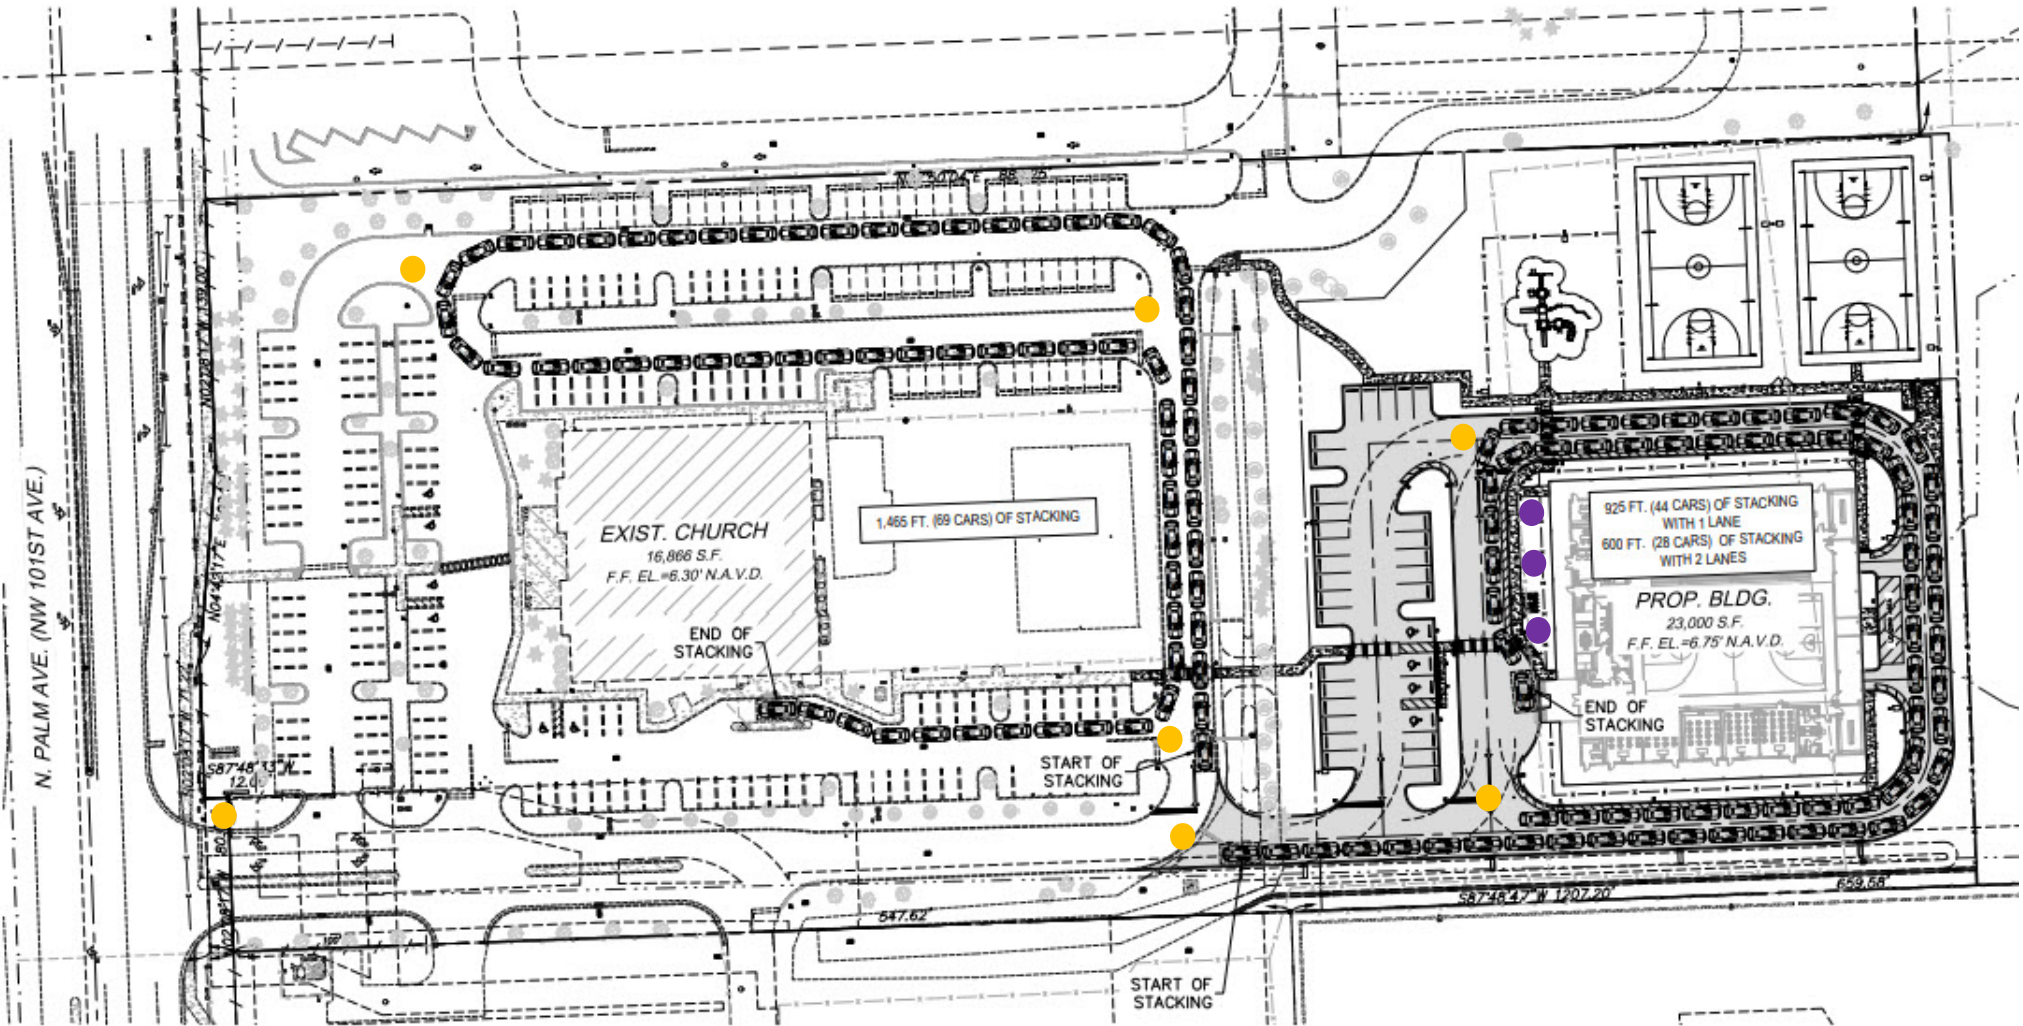 N. PALM AVE. (NW 101ST AVE.)
EXIST. CHURCH
16,866 S.F.
F.F. EL.=6.30' N.A.V.D.
1,465 FT. (69 CARS) OF STACKING
END OF
STACKING
START OF
STACKING
925 FT. (44 CARS) OF STACKING
WITH 1 LANE
600 FT. (28 CARS) OF STACKING
WITH 2 LANES
PROP. BLDG.
23,000 S.F.
F.F. EL.=6.75' N.A.V.D.
END OF
STACKING
547.62'
S87°48'47"W 1207.20'
659.58'
START OF
STACKING
100'